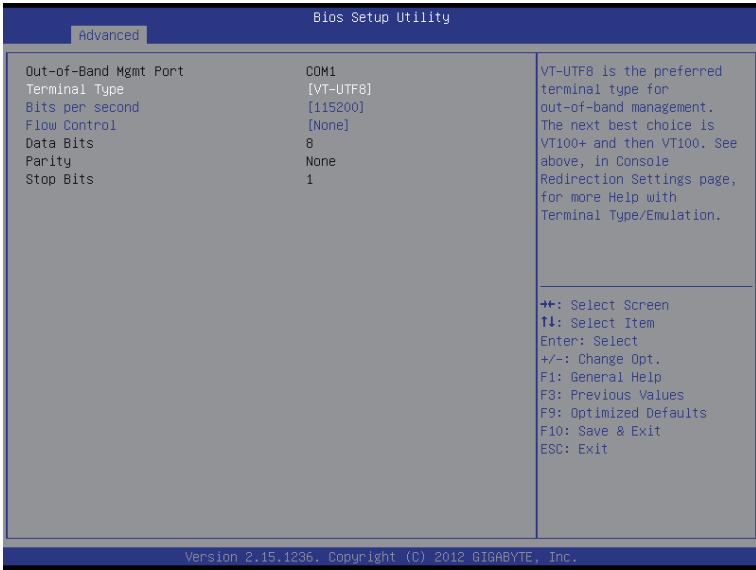 Bios Setup Utility
Advanced
Out-of-Band Mgmt Port COM1
Terminal Type [VT-UTF8]
Bits per second [115200]
Flow Control [None]
Data Bits 8
Parity None
Stop Bits 1
VT-UTF8 is the preferred
terminal type for
out-of-band management.
The next best choice is
VT100+ and then VT100. See
above, in Console
Redirection Settings page,
for more Help with
Terminal Type/Emulation.
→←: Select Screen
↑↓: Select Item
Enter: Select
+/-: Change Opt.
F1: General Help
F3: Previous Values
F9: Optimized Defaults
F10: Save & Exit
ESC: Exit
Version 2.15.1236. Copyright (C) 2012 GIGABYTE, Inc.